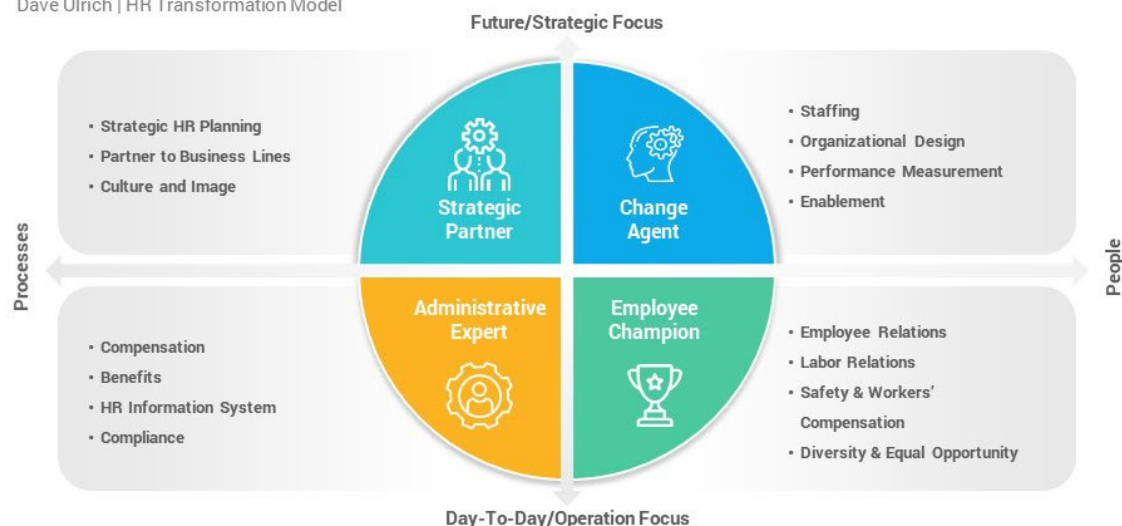 Dave Ulrich | HR Transformation Model
Future/Strategic Focus
• Strategic HR Planning
• Partner to Business Lines
• Culture and Image
Strategic
Partner
Change
Agent
• Staffing
• Organizational Design
• Performance Measurement
• Enablement
Processes
People
• Compensation
• Benefits
• HR Information System
• Compliance
Administrative
Expert
Employee
Champion
• Employee Relations
• Labor Relations
• Safety & Workers’
Compensation
• Diversity & Equal Opportunity
Day-To-Day/Operation Focus